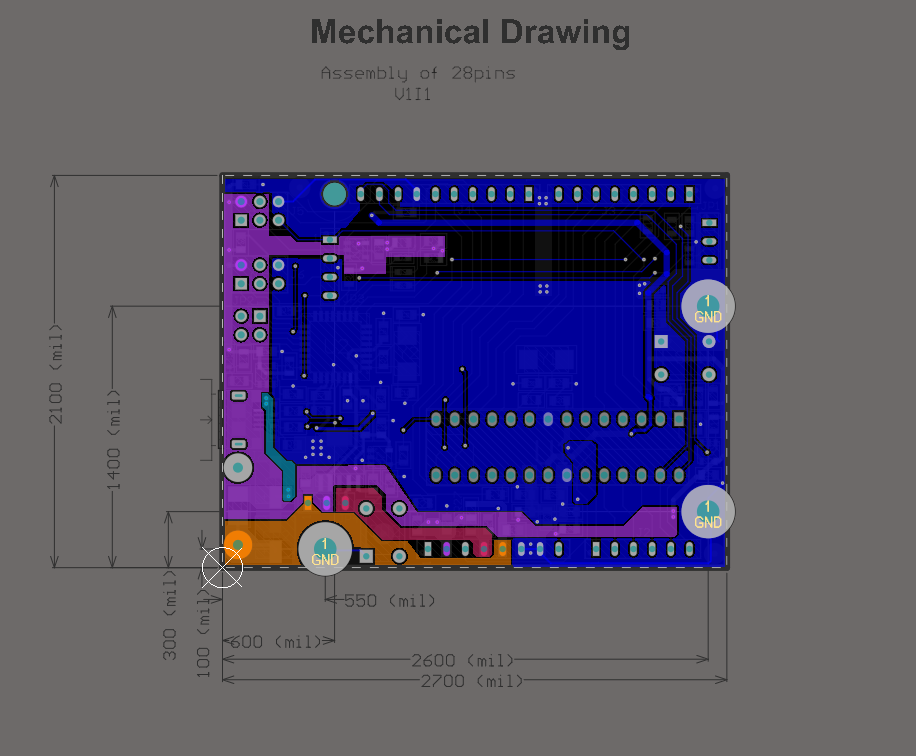 Mechanical Drawing
Assembly of 28pins
V1I1
1
GND
2100 (mil)
1400 (mil)
1
GND
1
GND
300 (mil)
100 (mil)
550 (mil)
600 (mil)
2600 (mil)
2700 (mil)